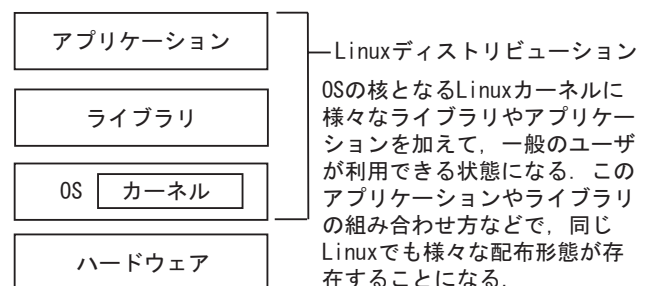 アプリケーション
ライブラリ
OS カーネル
ハードウェア
Linuxディストリビューション
OSの核となるLinuxカーネルに
様々なライブラリやアプリケー
ションを加えて，一般のユーザ
が利用できる状態になる．この
アプリケーションやライブラリ
の組み合わせ方などで，同じ
Linuxでも様々な配布形態が存
在することになる．